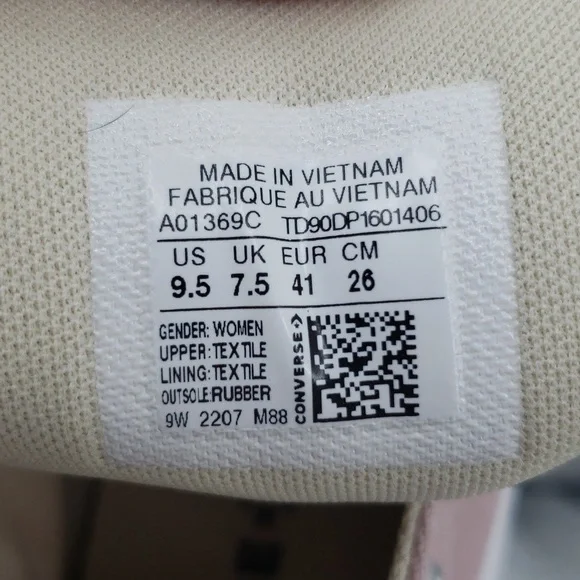 MADE IN VIETNAM
FABRIQUE AU VIETNAM
A01369C TD90DP1601406
US UK EUR CM
9.5 7.5 41 26
GENDER: WOMEN
UPPER: TEXTILE
LINING: TEXTILE
OUTSOLE: RUBBER
9W 2207 M88
CONVERSE